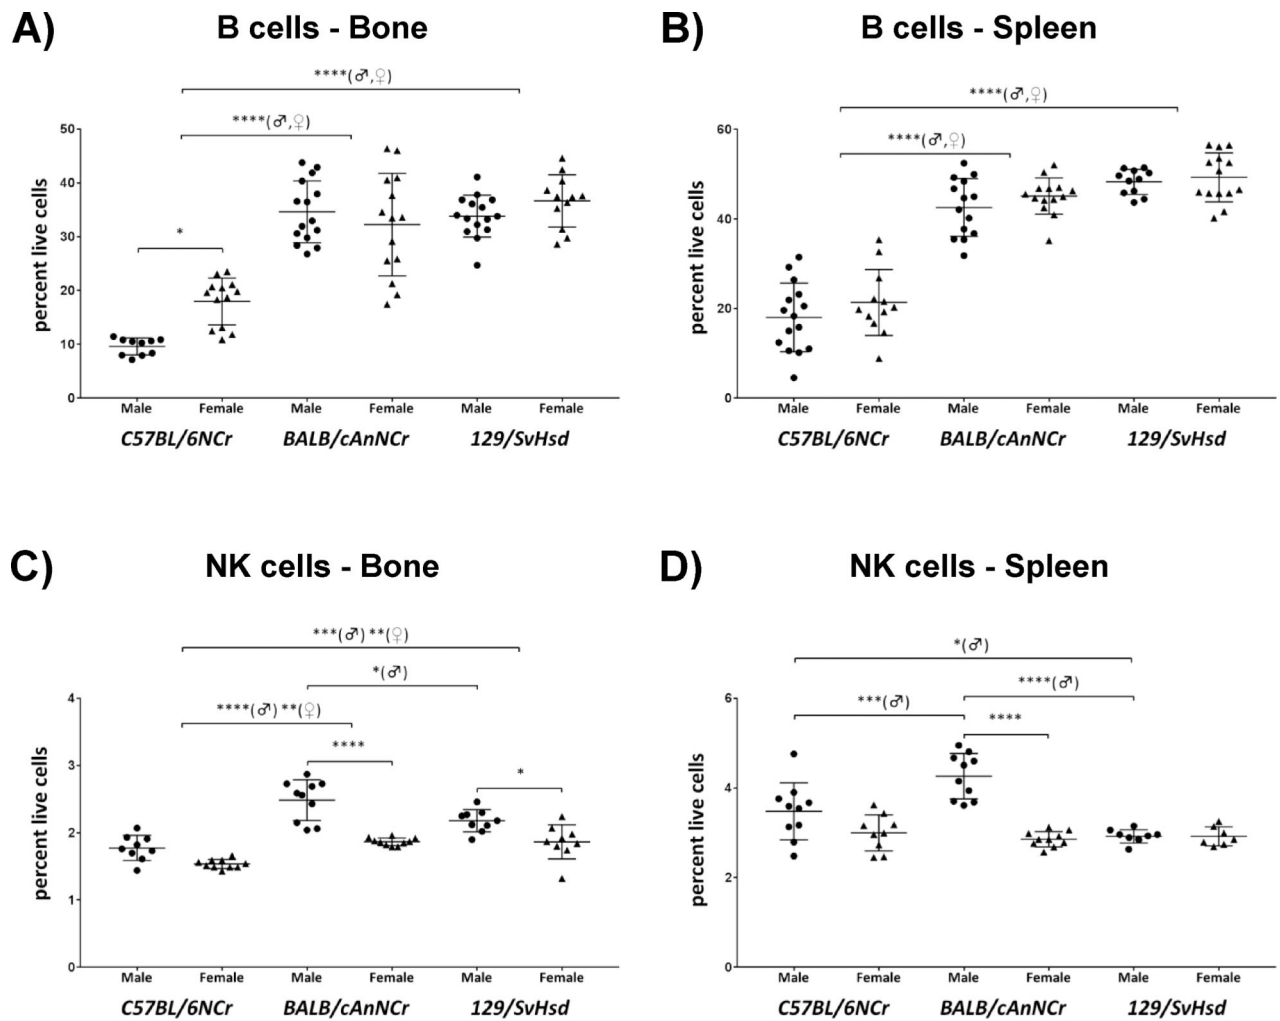 A) B cells - Bone
****(♂,♀)
****(♂,♀)
*
percent live cells
50
40
30
20
10
0
Male Female Male Female Male Female
C57BL/6NCr BALB/cAnNCr 129/SvHsd
B) B cells - Spleen
****(♂,♀)
****(♂,♀)
percent live cells
60
40
20
0
Male Female Male Female Male Female
C57BL/6NCr BALB/cAnNCr 129/SvHsd
C) NK cells - Bone
***(♂) **(♀)
*(♂)
****(♂) **(♀)
****
*
percent live cells
4
3
2
1
0
Male Female Male Female Male Female
C57BL/6NCr BALB/cAnNCr 129/SvHsd
D) NK cells - Spleen
*(♂)
****(♂)
***(♂)
****
percent live cells
6
4
2
0
Male Female Male Female Male Female
C57BL/6NCr BALB/cAnNCr 129/SvHsd